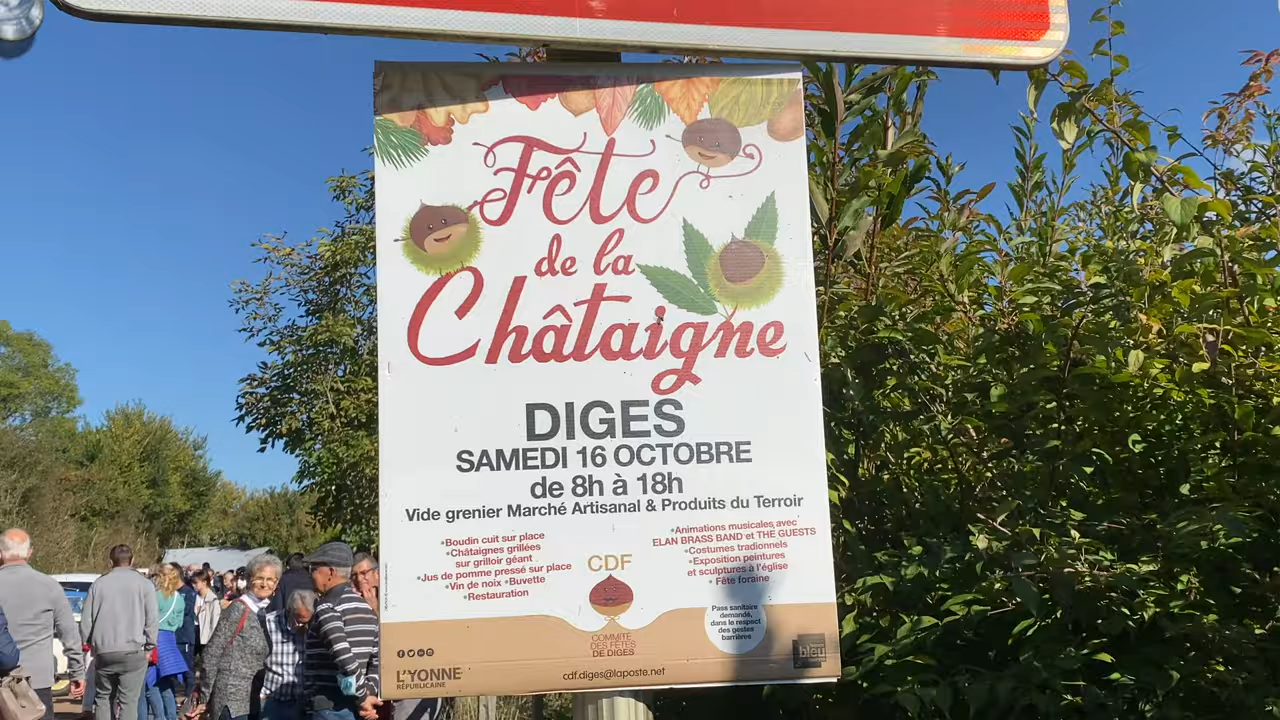 Fête
de la
Châtaigne
DIGES
SAMEDI 16 OCTOBRE
de 8h à 18h
Vide grenier Marché Artisanal & Produits du Terroir
•Boudin cuit sur place
•Châtaignes grillées
sur grilloir géant
•Jus de pomme pressé sur place
•Vin de noix •Buvette
•Restauration
•Animations musicales avec
ELAN BRASS BAND et THE GUESTS
•Costumes tradionnels
•Exposition peintures
et sculptures à l'église
•Fête foraine
CDF
COMMITÉ
DES FÊTES
DE DIGES
Pass sanitaire
demandé,
dans le respect
des gestes
barrières
L'YONNE
RÉPUBLICAINE
cdf.diges@laposte.net
bleu